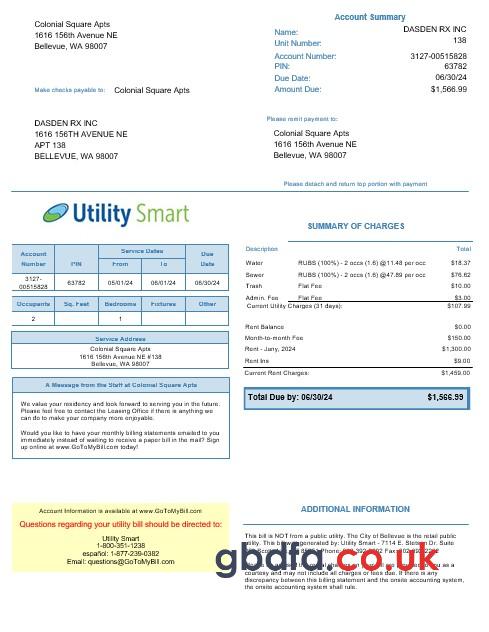 Account Summary
Colonial Square Apts
1616 156th Avenue NE
Bellevue, WA 98007
Name: DASDEN RX INC
Unit Number: 138
Account Number: 3127-00515828
PIN: 63782
Due Date: 06/30/24
Amount Due: $1,566.99
Make checks payable to: Colonial Square Apts
Please remit payment to:
DASDEN RX INC
1616 156TH AVENUE NE
APT 138
BELLEVUE, WA 98007
Colonial Square Apts
1616 156th Avenue NE
Bellevue, WA 98007
Please detach and return top portion with payment
Utility Smart
Account Number PIN Service Dates From To Due Date
3127-00515828 63782 05/01/24 06/01/24 06/30/24
Occupants Sq. Feet Bedrooms Fixtures Other
2 1
Service Address
Colonial Square Apts
1616 156th Avenue NE #138
Bellevue, WA 98007
A Message from the Staff at Colonial Square Apts
We value your residency and look forward to serving you in the future.
Please feel free to contact the Leasing Office if there is anything we
can do to make your company more enjoyable.
Would you like to have your monthly billing statements emailed to you
immediately instead of waiting to receive a paper bill in the mail? Sign
up online at www.GoToMyBill.com today!
SUMMARY OF CHARGES
Description Total
Water RUBS (100%) - 2 occs (1.6) @11.48 per occ $18.37
Sewer RUBS (100%) - 2 occs (1.6) @47.89 per occ $76.62
Trash Flat Fee $10.00
Admin. Fee Flat Fee $3.00
Current Utility Charges (31 days): $107.99
Rent Balance $0.00
Month-to-month Fee $150.00
Rent - Jany, 2024 $1,300.00
Rent Ins $9.00
Current Rent Charges: $1,459.00
Total Due by: 06/30/24 $1,566.99
Account Information is available at www.GoToMyBill.com
Questions regarding your utility bill should be directed to:
Utility Smart
1-800-351-1238
español: 1-877-239-0382
Email: questions@GoToMyBill.com
ADDITIONAL INFORMATION
This bill is NOT from a public utility. The City of Bellevue is the retail public
utility. This bill is generated by: Utility Smart - 7114 E. Stetson Dr. Suite
courtesy and may not include all charges or fees due. If there is any
discrepancy between this billing statement and the onsite accounting system,
the onsite accounting system shall rule.
gbdfa.co.uk